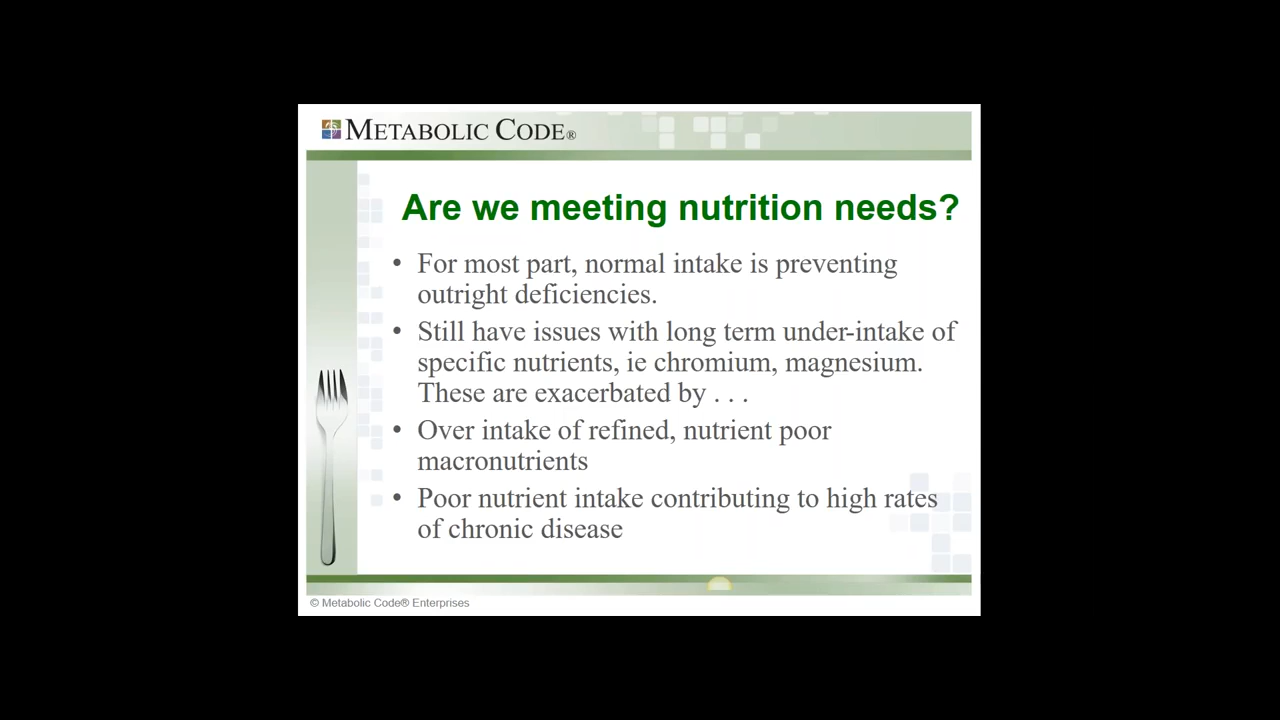 METABOLIC CODE®
Are we meeting nutrition needs?
• For most part, normal intake is preventing
outright deficiencies.
• Still have issues with long term under-intake of
specific nutrients, ie chromium, magnesium.
These are exacerbated by . . .
• Over intake of refined, nutrient poor
macronutrients
• Poor nutrient intake contributing to high rates
of chronic disease
© Metabolic Code® Enterprises